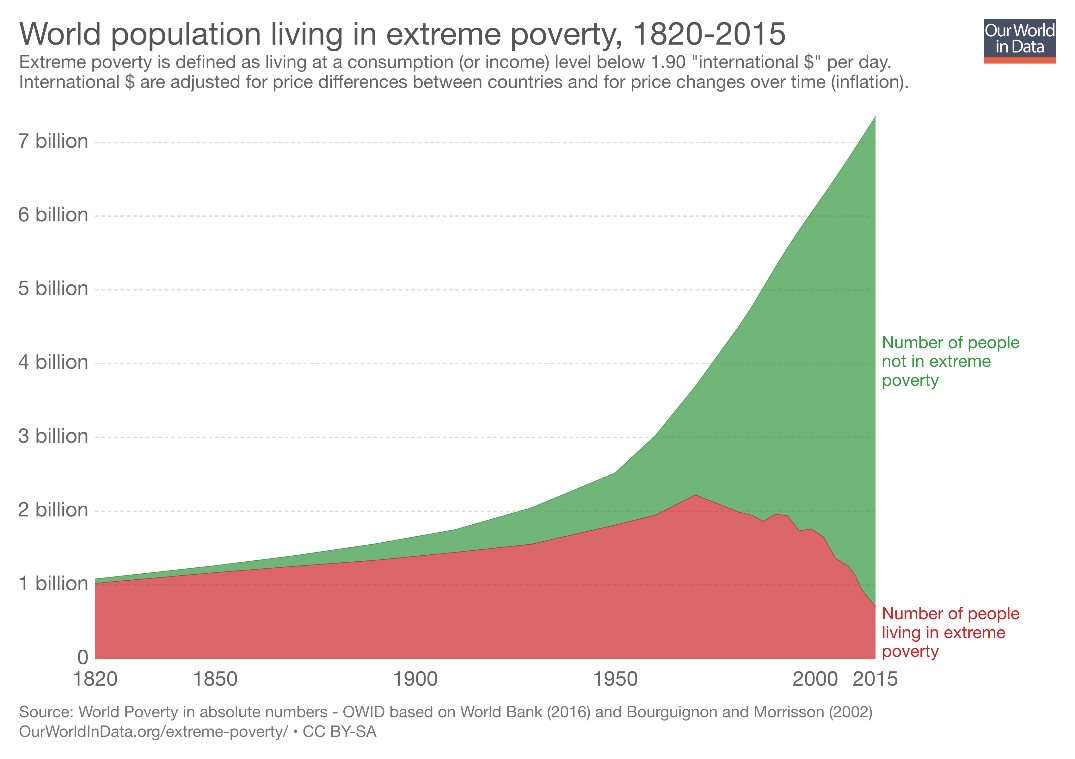 World population living in extreme poverty, 1820-2015
Our World
in Data
Extreme poverty is defined as living at a consumption (or income) level below 1.90 "international $" per day.
International $ are adjusted for price differences between countries and for price changes over time (inflation).
7 billion
6 billion
5 billion
4 billion
3 billion
2 billion
1 billion
0
Number of people
not in extreme
poverty
Number of people
living in extreme
poverty
1820
1850
1900
1950
2000
2015
Source: World Poverty in absolute numbers - OWID based on World Bank (2016) and Bourguignon and Morrisson (2002)
OurWorldInData.org/extreme-poverty/ • CC BY-SA